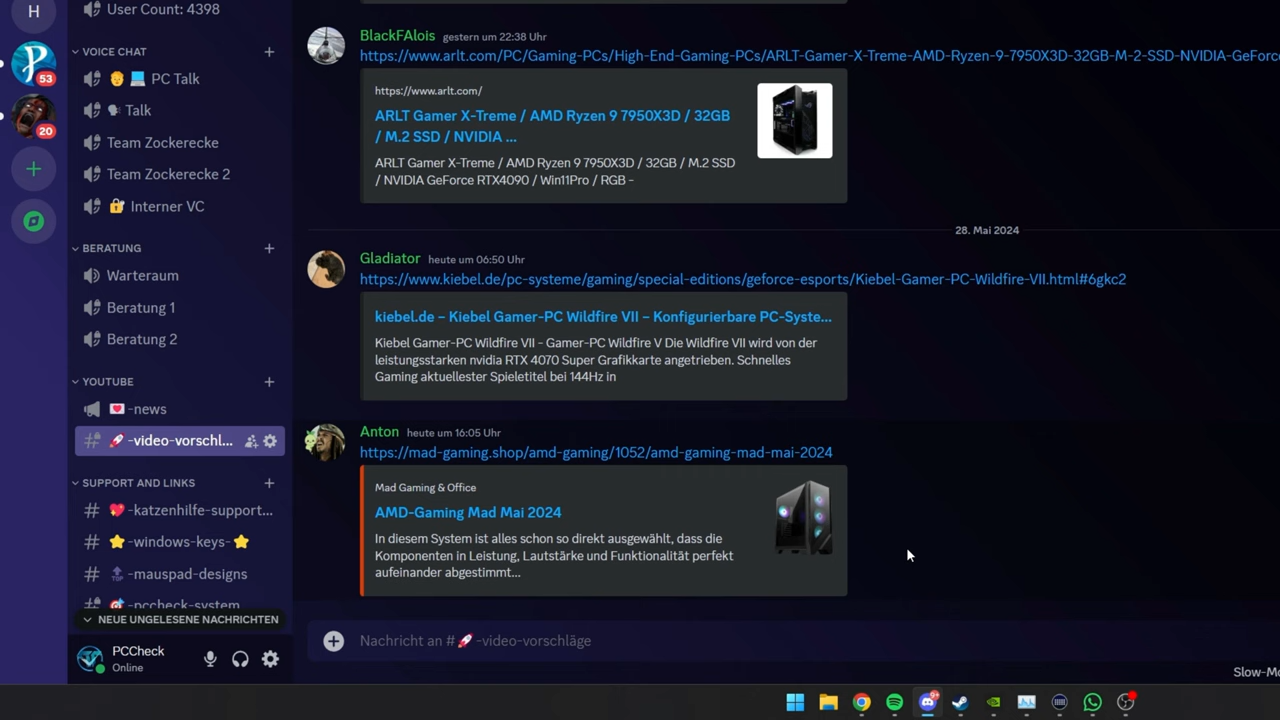 H
53
20
User Count: 4398
VOICE CHAT
PC Talk
Talk
Team Zockerecke
Team Zockerecke 2
Interner VC
BERATUNG
Warteraum
Beratung 1
Beratung 2
YOUTUBE
-news
-video-vorschl...
SUPPORT AND LINKS
-katzenhilfe-support...
-windows-keys-
-mauspad-designs
-pccheck-system
NEUE UNGELESENE NACHRICHTEN
PCCheck
Online
BlackFAlois gestern um 22:38 Uhr
https://www.arlt.com/PC/Gaming-PCs/High-End-Gaming-PCs/ARLT-Gamer-X-Treme-AMD-Ryzen-9-7950X3D-32GB-M-2-SSD-NVIDIA-GeForc
https://www.arlt.com/
ARLT Gamer X-Treme / AMD Ryzen 9 7950X3D / 32GB
/ M.2 SSD / NVIDIA ...
ARLT Gamer X-Treme / AMD Ryzen 9 7950X3D / 32GB / M.2 SSD
/ NVIDIA GeForce RTX4090 / Win11Pro / RGB -
28. Mai 2024
Gladiator heute um 06:50 Uhr
https://www.kiebel.de/pc-systeme/gaming/special-editions/geforce-esports/Kiebel-Gamer-PC-Wildfire-VII.html#6gkc2
kiebel.de – Kiebel Gamer-PC Wildfire VII – Konfigurierbare PC-Syste...
Kiebel Gamer-PC Wildfire VII - Gamer-PC Wildfire V Die Wildfire VII wird von der
leistungsstarken nvidia RTX 4070 Super Grafikkarte angetrieben. Schnelles
Gaming aktuellester Spieletitel bei 144Hz in
Anton heute um 16:05 Uhr
https://mad-gaming.shop/amd-gaming/1052/amd-gaming-mad-mai-2024
Mad Gaming & Office
AMD-Gaming Mad Mai 2024
In diesem System ist alles schon so direkt ausgewählt, dass die
Komponenten in Leistung, Lautstärke und Funktionalität perfekt
aufeinander abgestimmt...
Nachricht an # -video-vorschläge
Slow-Mo
9+